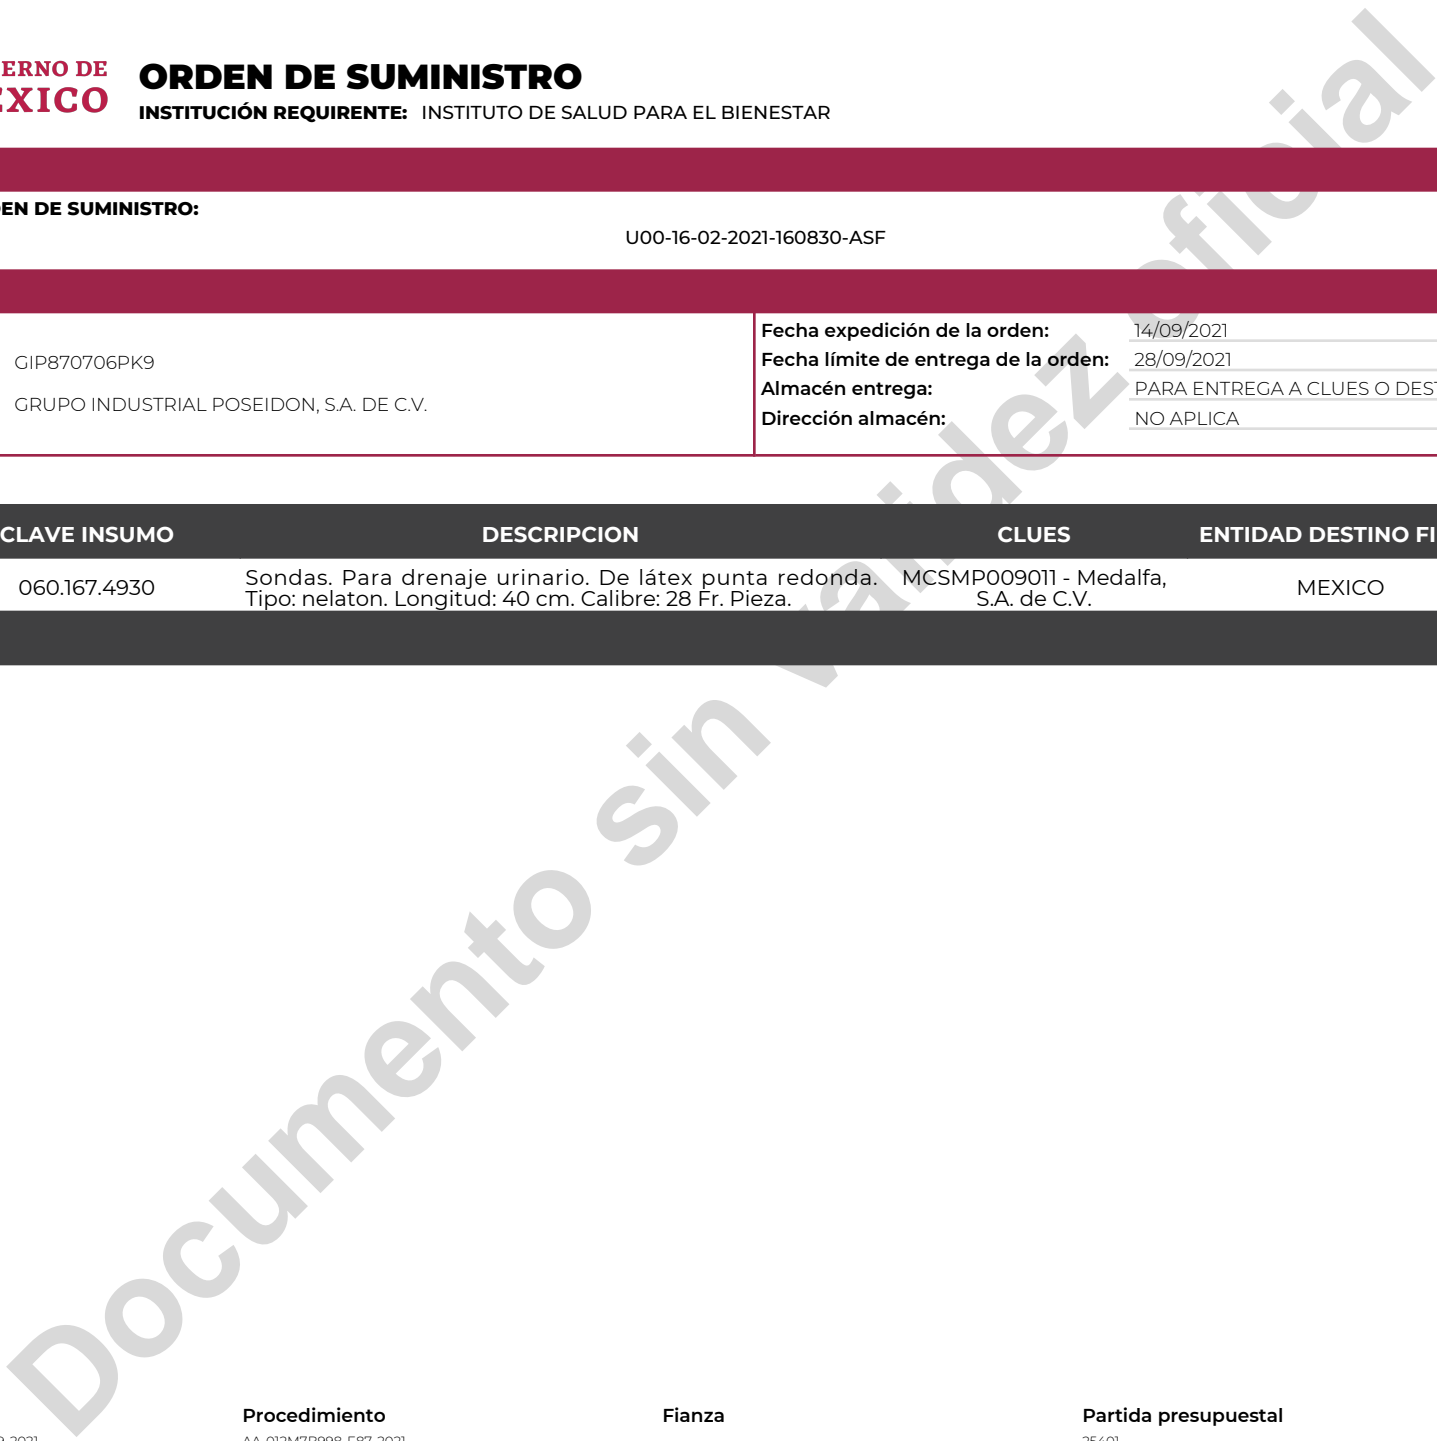 ERNO DE
EXICO
ORDEN DE SUMINISTRO
INSTITUCIÓN REQUIRENTE: INSTITUTO DE SALUD PARA EL BIENESTAR
EN DE SUMINISTRO:
U00-16-02-2021-160830-ASF
GIP870706PK9
GRUPO INDUSTRIAL POSEIDON, S.A. DE C.V.
Fecha expedición de la orden: 14/09/2021
Fecha límite de entrega de la orden: 28/09/2021
Almacén entrega: PARA ENTREGA A CLUES O DEST
Dirección almacén: NO APLICA
CLAVE INSUMO DESCRIPCION CLUES ENTIDAD DESTINO FI
060.167.4930 Sondas. Para drenaje urinario. De látex punta redonda. MCSMP009011 - Medalfa, MEXICO
Tipo: nelaton. Longitud: 40 cm. Calibre: 28 Fr. Pieza. S.A. de C.V.
Documento sin validez oficial
Procedimiento Fianza Partida presupuestal